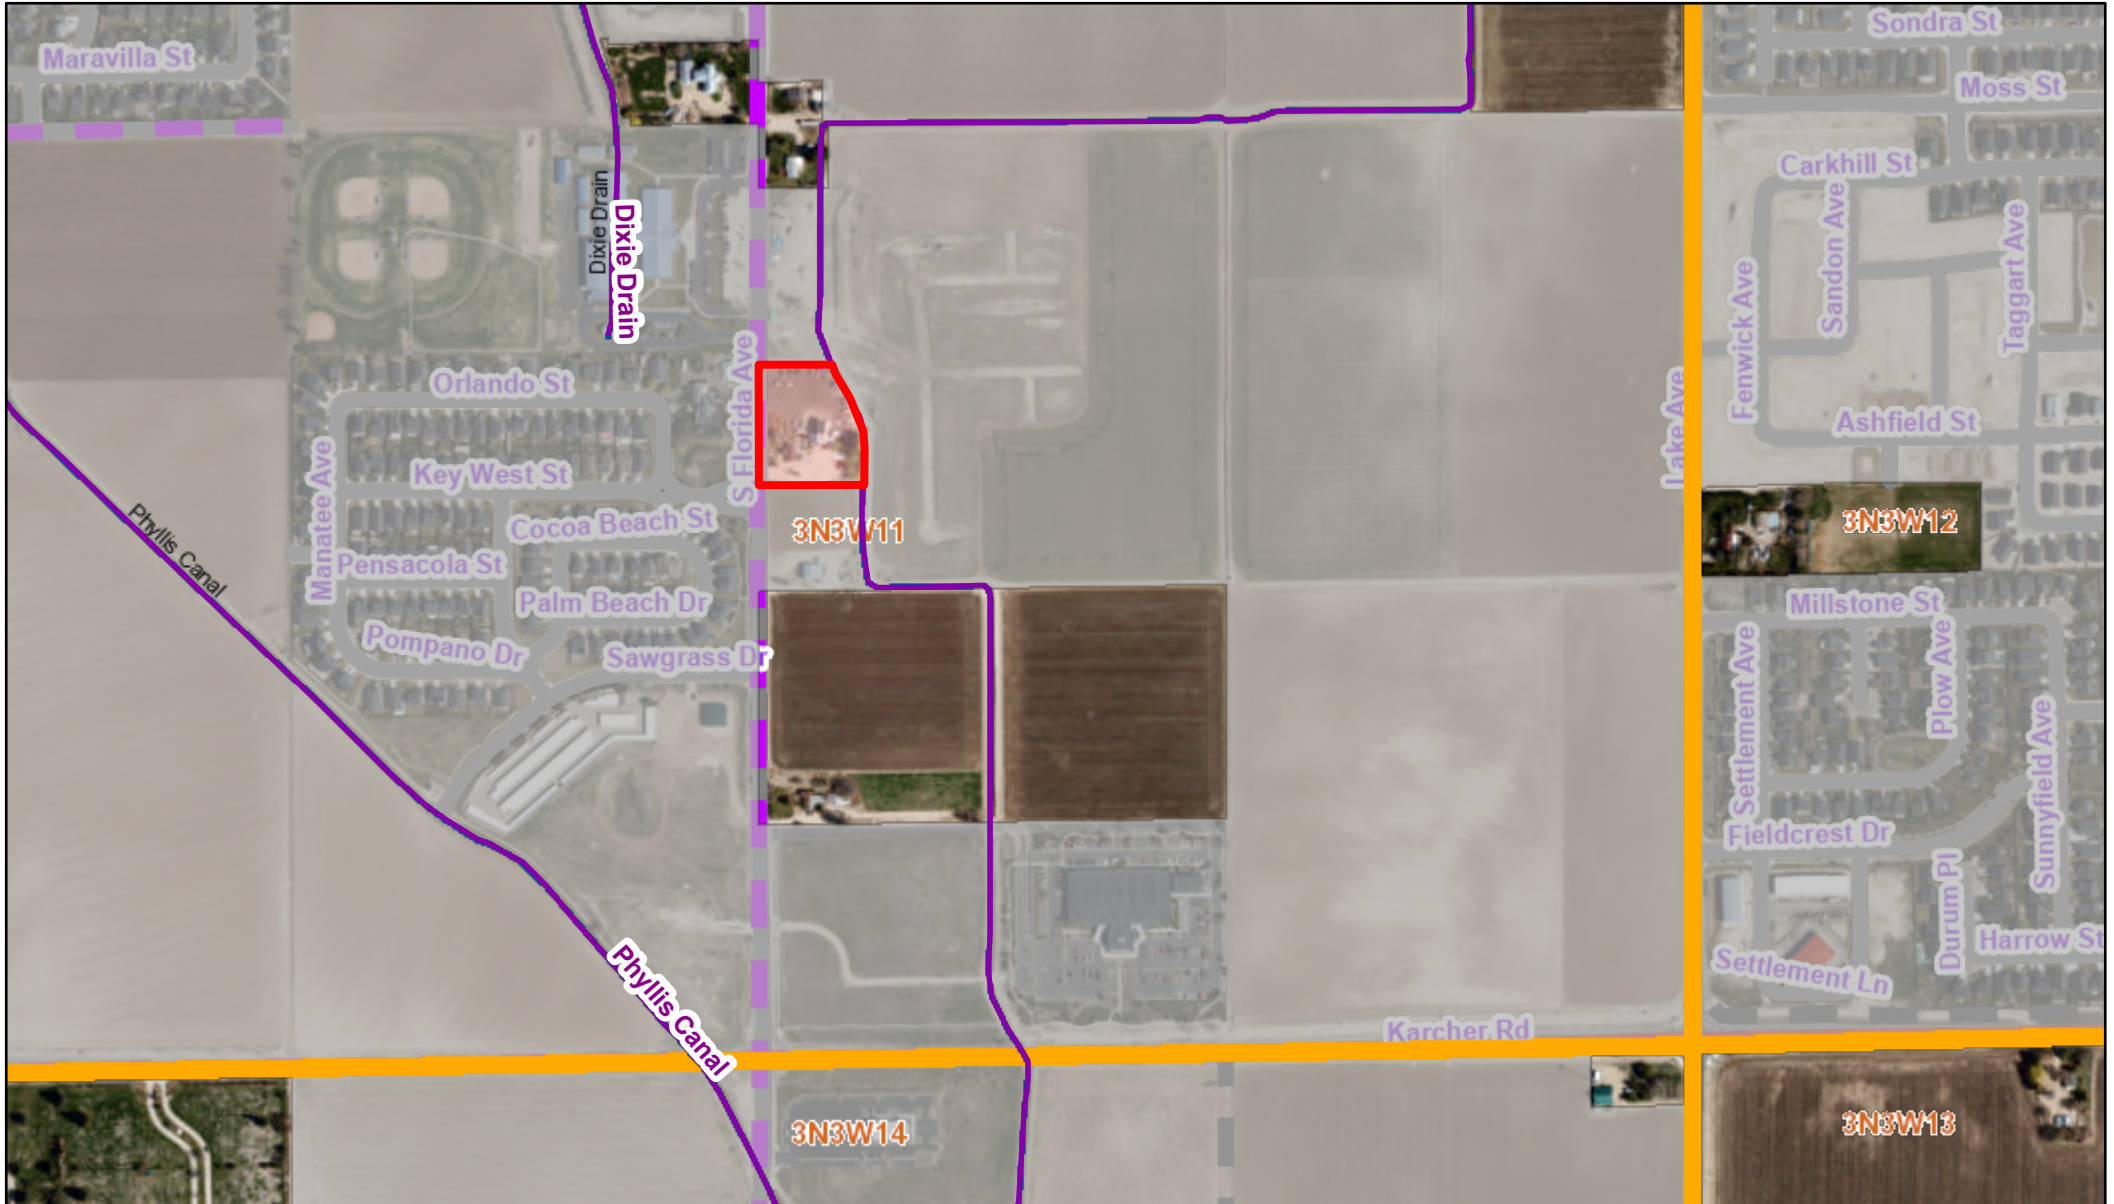 Maravilla St
Sondra St
Moss St
Carkhill St
Dixie Drain
Dixie Drain
Sandon Ave
Taggart Ave
Fenwick Ave
S Florida Ave
Lake Ave
Orlando St
Ashfield St
Manatee Ave
Key West St
Cocoa Beach St
3N3W11
3N3W12
Phyllis Canal
Pensacola St
Palm Beach Dr
Millstone St
Pompano Dr
Sawgrass Dr
Settlement Ave
Plow Ave
Sunnyfield Ave
Fieldcrest Dr
Durum Pl
Harrow St
Settlement Ln
Phyllis Canal
Karcher Rd
3N3W14
3N3W13